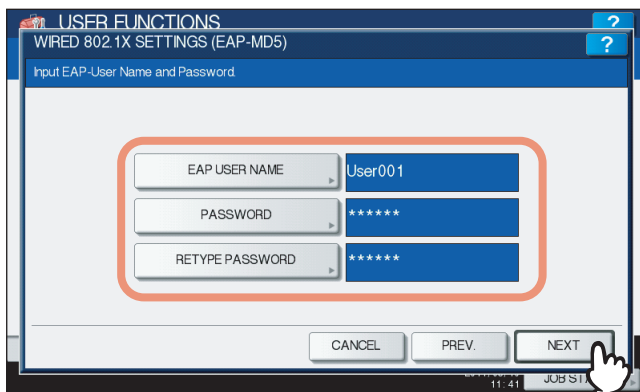 USER FUNCTIONS ?
WIRED 802.1X SETTINGS (EAP-MD5) ?
Input EAP-User Name and Password.
EAP USER NAME User001
PASSWORD ******
RETYPE PASSWORD ******
CANCEL PREV. NEXT
11:41 JOB